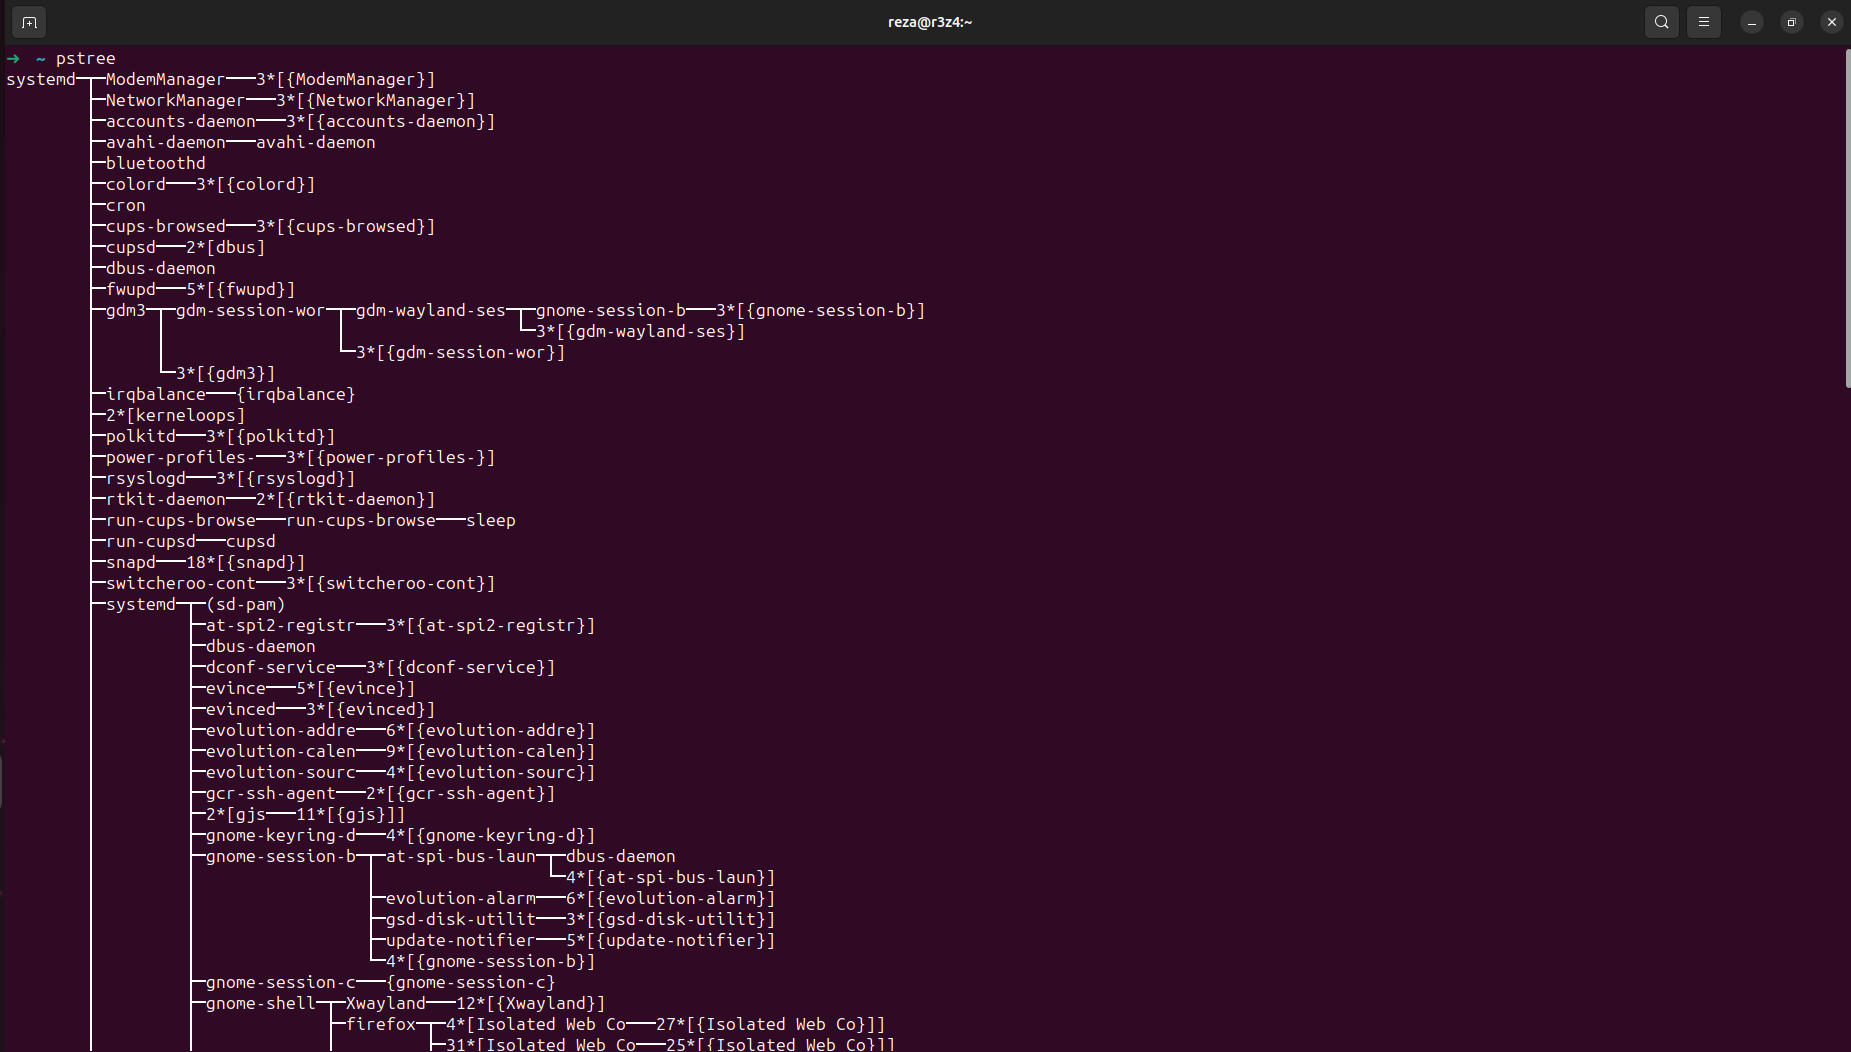 reza@r3z4:~
➜  ~ pstree
systemd─┬─ModemManager───3*[{ModemManager}]
        ├─NetworkManager───3*[{NetworkManager}]
        ├─accounts-daemon───3*[{accounts-daemon}]
        ├─avahi-daemon───avahi-daemon
        ├─bluetoothd
        ├─colord───3*[{colord}]
        ├─cron
        ├─cups-browsed───3*[{cups-browsed}]
        ├─cupsd───2*[dbus]
        ├─dbus-daemon
        ├─fwupd───5*[{fwupd}]
        ├─gdm3─┬─gdm-session-wor─┬─gdm-wayland-ses─┬─gnome-session-b───3*[{gnome-session-b}]
        │      │                 │                 └─3*[{gdm-wayland-ses}]
        │      │                 └─3*[{gdm-session-wor}]
        │      └─3*[{gdm3}]
        ├─irqbalance───{irqbalance}
        ├─2*[kerneloops]
        ├─polkitd───3*[{polkitd}]
        ├─power-profiles-───3*[{power-profiles-}]
        ├─rsyslogd───3*[{rsyslogd}]
        ├─rtkit-daemon───2*[{rtkit-daemon}]
        ├─run-cups-browse───run-cups-browse───sleep
        ├─run-cupsd───cupsd
        ├─snapd───18*[{snapd}]
        ├─switcheroo-cont───3*[{switcheroo-cont}]
        ├─systemd─┬─(sd-pam)
        │         ├─at-spi2-registr───3*[{at-spi2-registr}]
        │         ├─dbus-daemon
        │         ├─dconf-service───3*[{dconf-service}]
        │         ├─evince───5*[{evince}]
        │         ├─evinced───3*[{evinced}]
        │         ├─evolution-addre───6*[{evolution-addre}]
        │         ├─evolution-calen───9*[{evolution-calen}]
        │         ├─evolution-sourc───4*[{evolution-sourc}]
        │         ├─gcr-ssh-agent───2*[{gcr-ssh-agent}]
        │         ├─2*[gjs───11*[{gjs}]]
        │         ├─gnome-keyring-d───4*[{gnome-keyring-d}]
        │         ├─gnome-session-b─┬─at-spi-bus-laun─┬─dbus-daemon
        │         │                 │                 └─4*[{at-spi-bus-laun}]
        │         │                 ├─evolution-alarm───6*[{evolution-alarm}]
        │         │                 ├─gsd-disk-utilit───3*[{gsd-disk-utilit}]
        │         │                 ├─update-notifier───5*[{update-notifier}]
        │         │                 └─4*[{gnome-session-b}]
        │         ├─gnome-session-c───{gnome-session-c}
        │         ├─gnome-shell─┬─Xwayland───12*[{Xwayland}]
        │         │             ├─firefox─┬─4*[Isolated Web Co───27*[{Isolated Web Co}]]
        │         │             │         ├─31*[Isolated Web Co───25*[{Isolated Web Co}]]